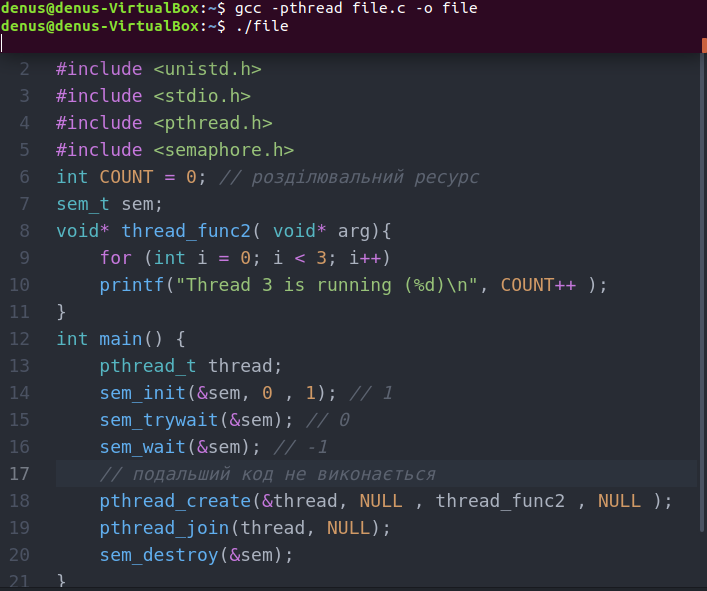 denus@denus-VirtualBox:~$ gcc -pthread file.c -o file
denus@denus-VirtualBox:~$ ./file
2 #include <unistd.h>
3 #include <stdio.h>
4 #include <pthread.h>
5 #include <semaphore.h>
6 int COUNT = 0; // розділювальний ресурс
7 sem_t sem;
8 void* thread_func2( void* arg){
9     for (int i = 0; i < 3; i++)
10     printf("Thread 3 is running (%d)\n", COUNT++ );
11 }
12 int main() {
13     pthread_t thread;
14     sem_init(&sem, 0 , 1); // 1
15     sem_trywait(&sem); // 0
16     sem_wait(&sem); // -1
17     // подальший код не виконається
18     pthread_create(&thread, NULL , thread_func2 , NULL );
19     pthread_join(thread, NULL);
20     sem_destroy(&sem);
21 }